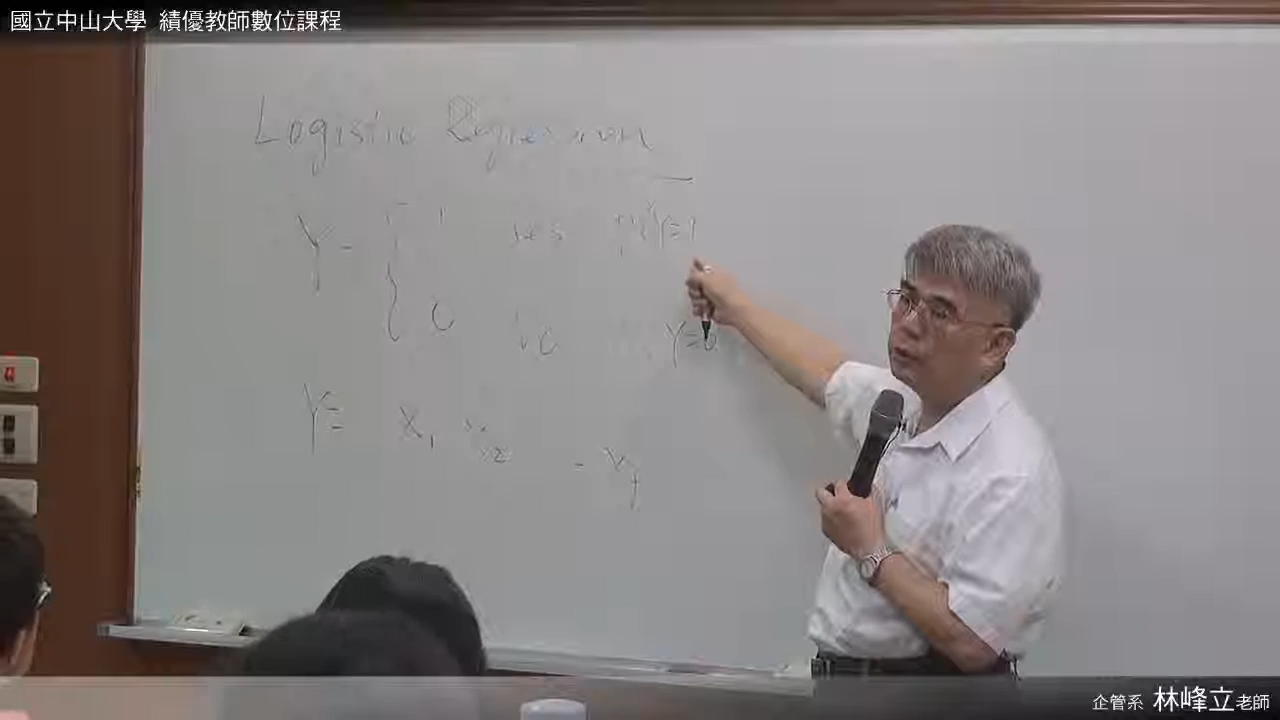 國立中山大學 績優教師數位課程
Logistic Regression
Y = { 1 Yes Y=1
0 No Y=0
Y= X1 X2 - Xj
企管系 林峰立老師